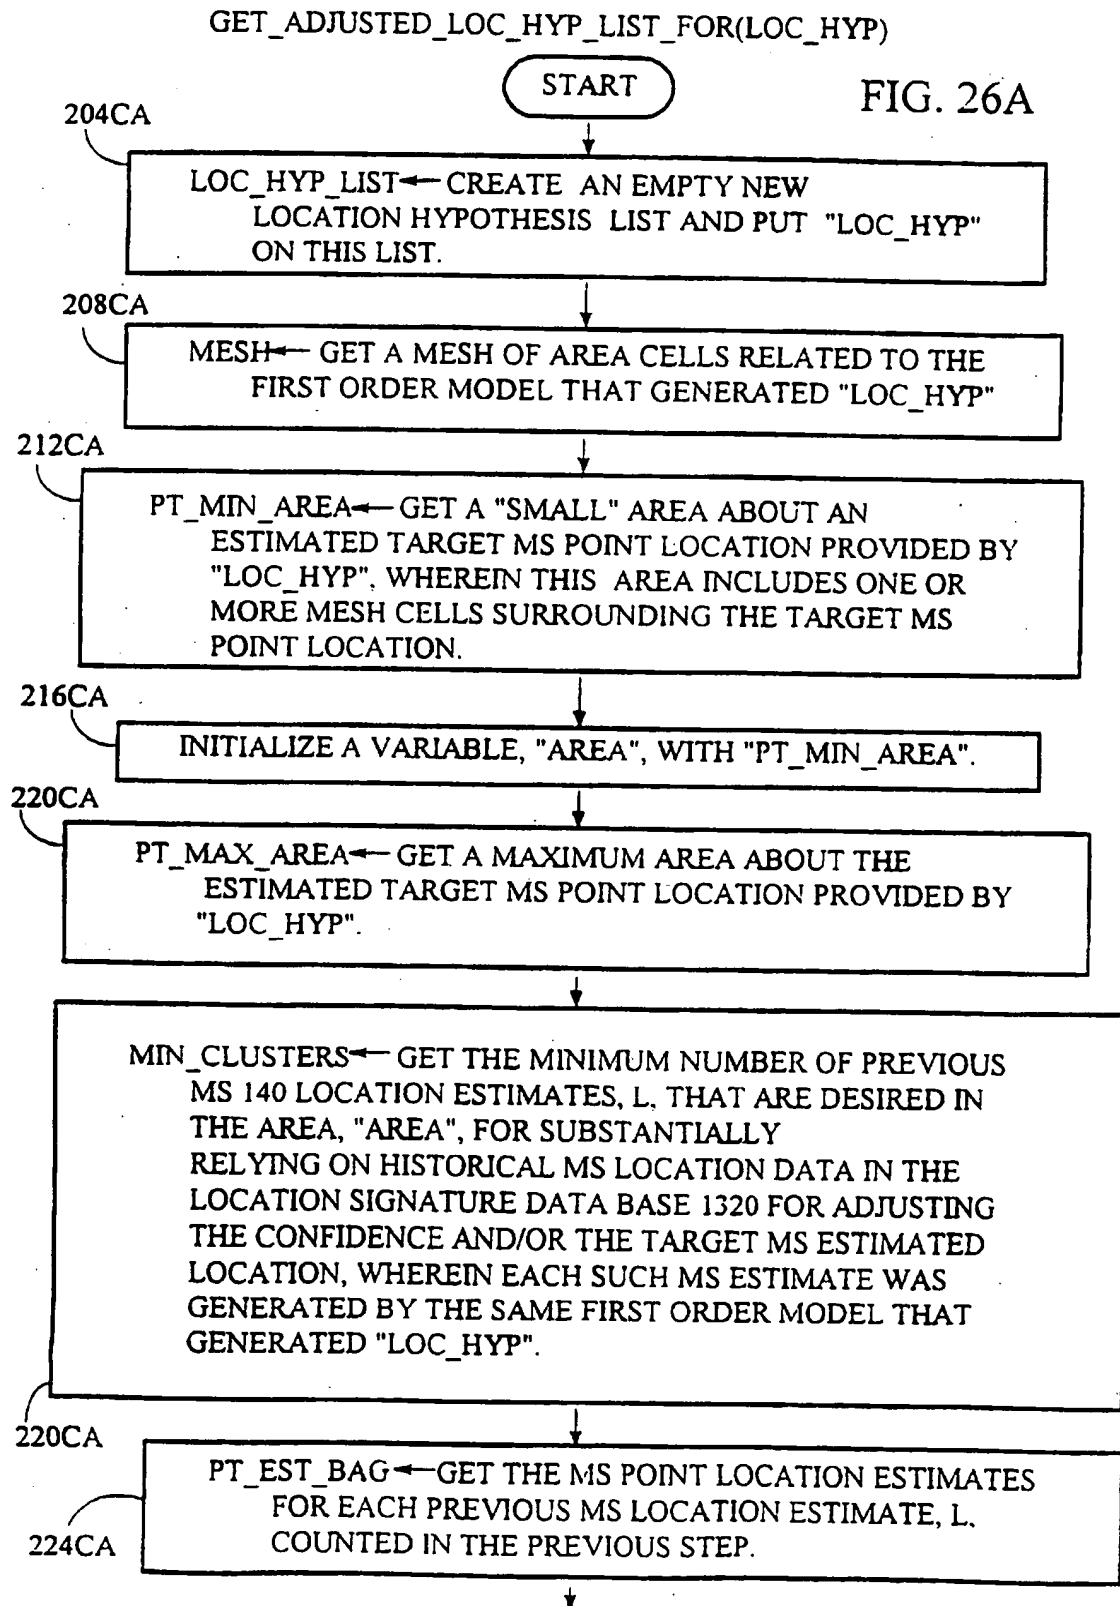 GET_ADJUSTED_LOC_HYP_LIST_FOR(LOC_HYP)
START
FIG. 26A
204CA
LOC_HYP_LIST← CREATE AN EMPTY NEW
LOCATION HYPOTHESIS LIST AND PUT "LOC_HYP"
ON THIS LIST.
208CA
MESH← GET A MESH OF AREA CELLS RELATED TO THE
FIRST ORDER MODEL THAT GENERATED "LOC_HYP"
212CA
PT_MIN_AREA← GET A "SMALL" AREA ABOUT AN
ESTIMATED TARGET MS POINT LOCATION PROVIDED BY
"LOC_HYP", WHEREIN THIS AREA INCLUDES ONE OR
MORE MESH CELLS SURROUNDING THE TARGET MS
POINT LOCATION.
216CA
INITIALIZE A VARIABLE, "AREA", WITH "PT_MIN_AREA".
220CA
PT_MAX_AREA← GET A MAXIMUM AREA ABOUT THE
ESTIMATED TARGET MS POINT LOCATION PROVIDED BY
"LOC_HYP".
MIN_CLUSTERS← GET THE MINIMUM NUMBER OF PREVIOUS
MS 140 LOCATION ESTIMATES, L, THAT ARE DESIRED IN
THE AREA, "AREA", FOR SUBSTANTIALLY
RELYING ON HISTORICAL MS LOCATION DATA IN THE
LOCATION SIGNATURE DATA BASE 1320 FOR ADJUSTING
THE CONFIDENCE AND/OR THE TARGET MS ESTIMATED
LOCATION, WHEREIN EACH SUCH MS ESTIMATE WAS
GENERATED BY THE SAME FIRST ORDER MODEL THAT
GENERATED "LOC_HYP".
220CA
PT_EST_BAG←GET THE MS POINT LOCATION ESTIMATES
FOR EACH PREVIOUS MS LOCATION ESTIMATE, L,
COUNTED IN THE PREVIOUS STEP.
224CA